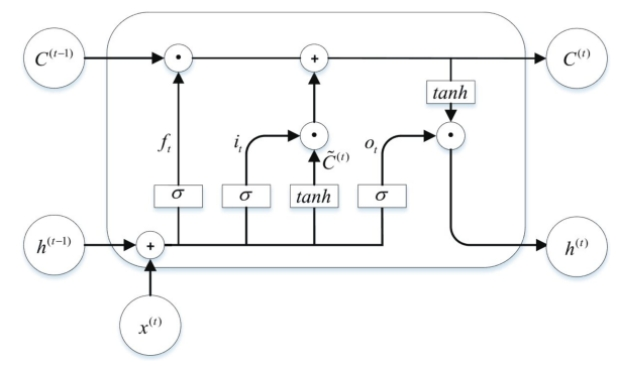 C^(t−1) · + C^(t)
tanh
f_t i_t · o_t ·
C̃^(t)
σ σ tanh σ
h^(t−1) + h^(t)
x^(t)